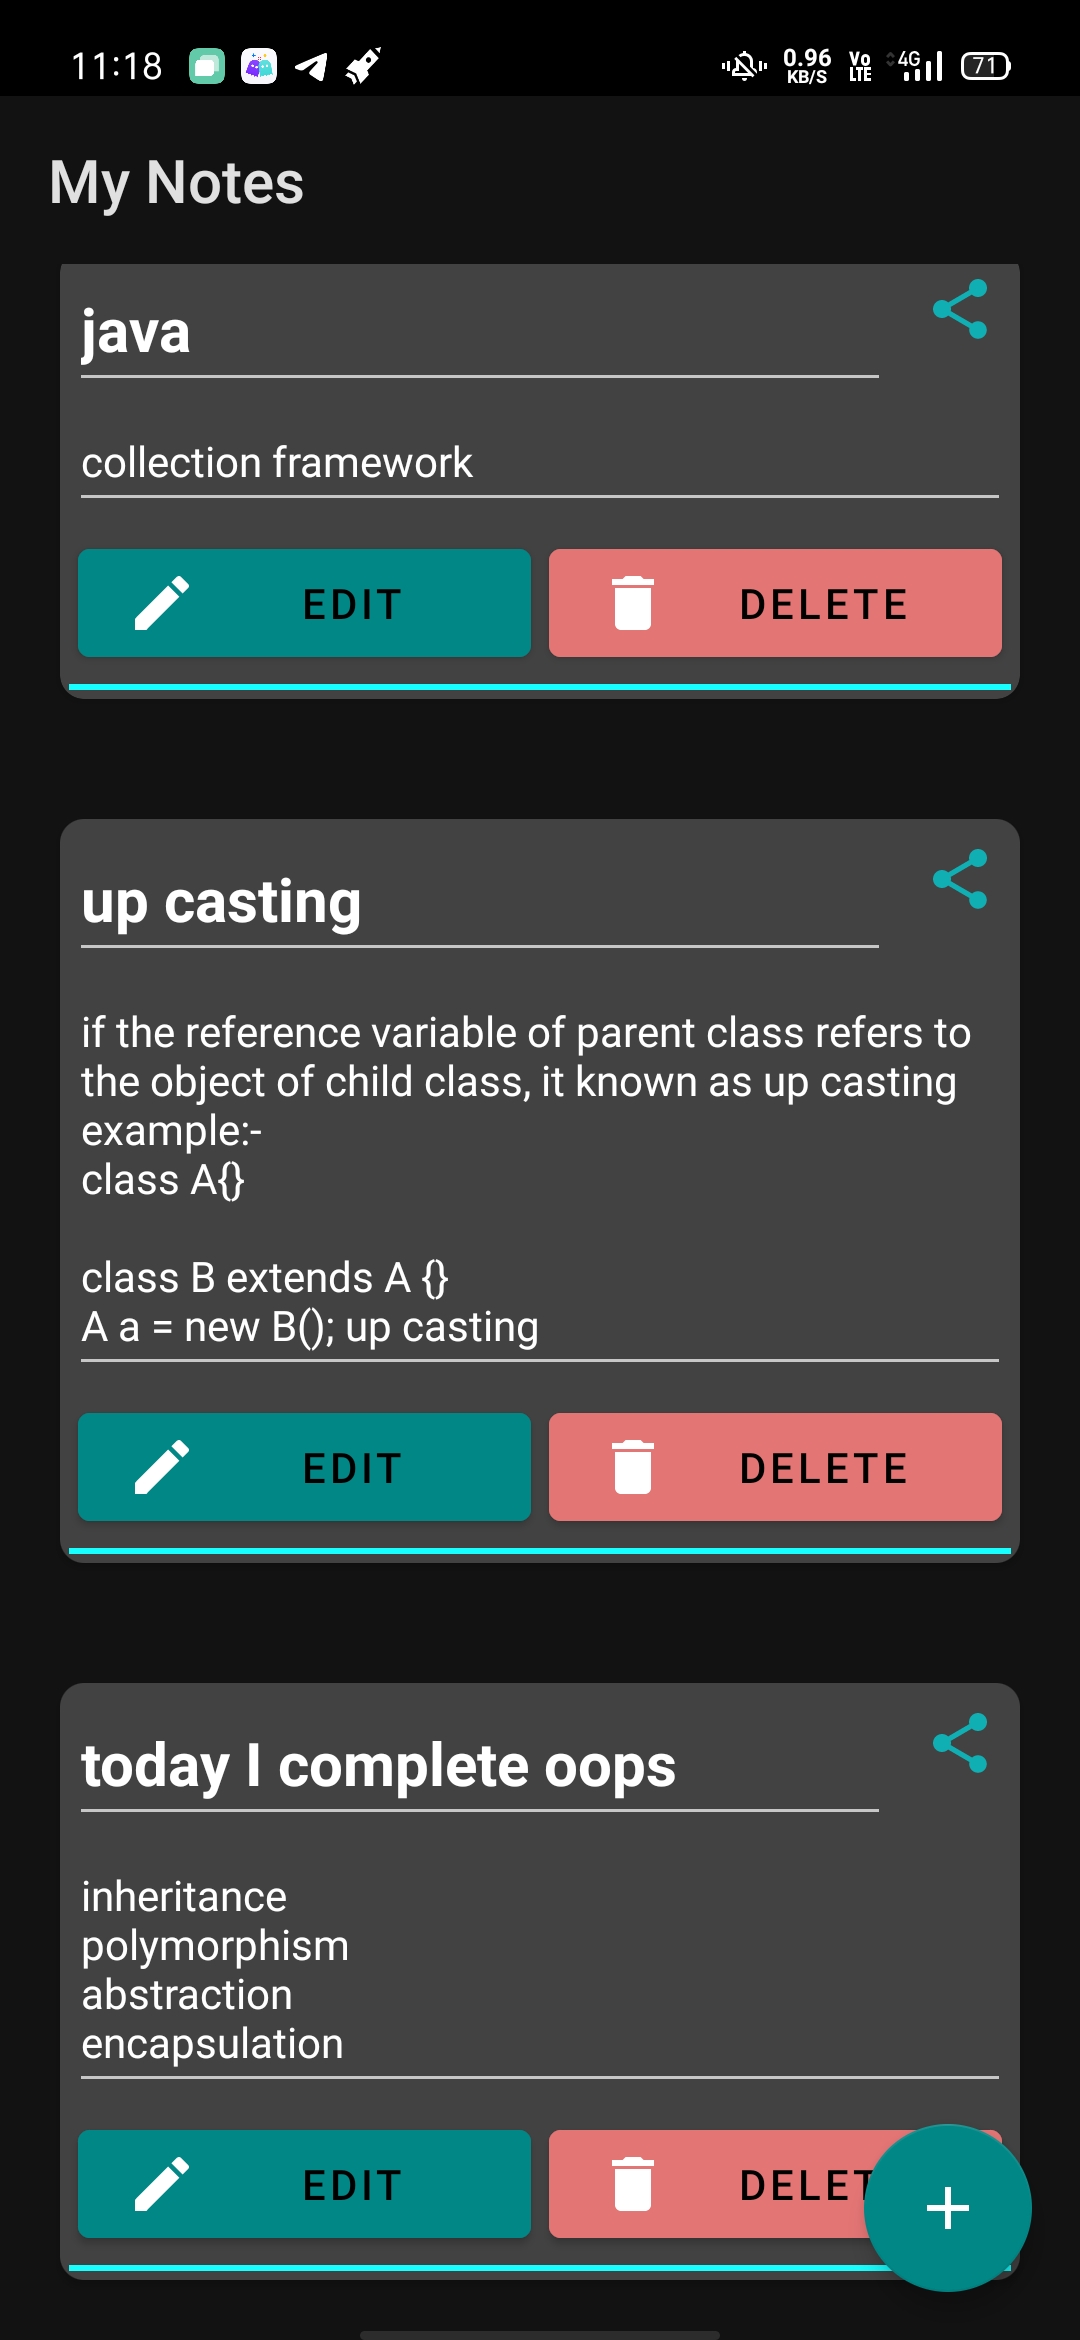 11:18 0.96 KB/S Vo LTE 4G 71
My Notes
java
collection framework
EDIT DELETE
up casting
if the reference variable of parent class refers to
the object of child class, it known as up casting
example:-
class A{}
class B extends A {}
A a = new B(); up casting
EDIT DELETE
today I complete oops
inheritance
polymorphism
abstraction
encapsulation
EDIT DELET